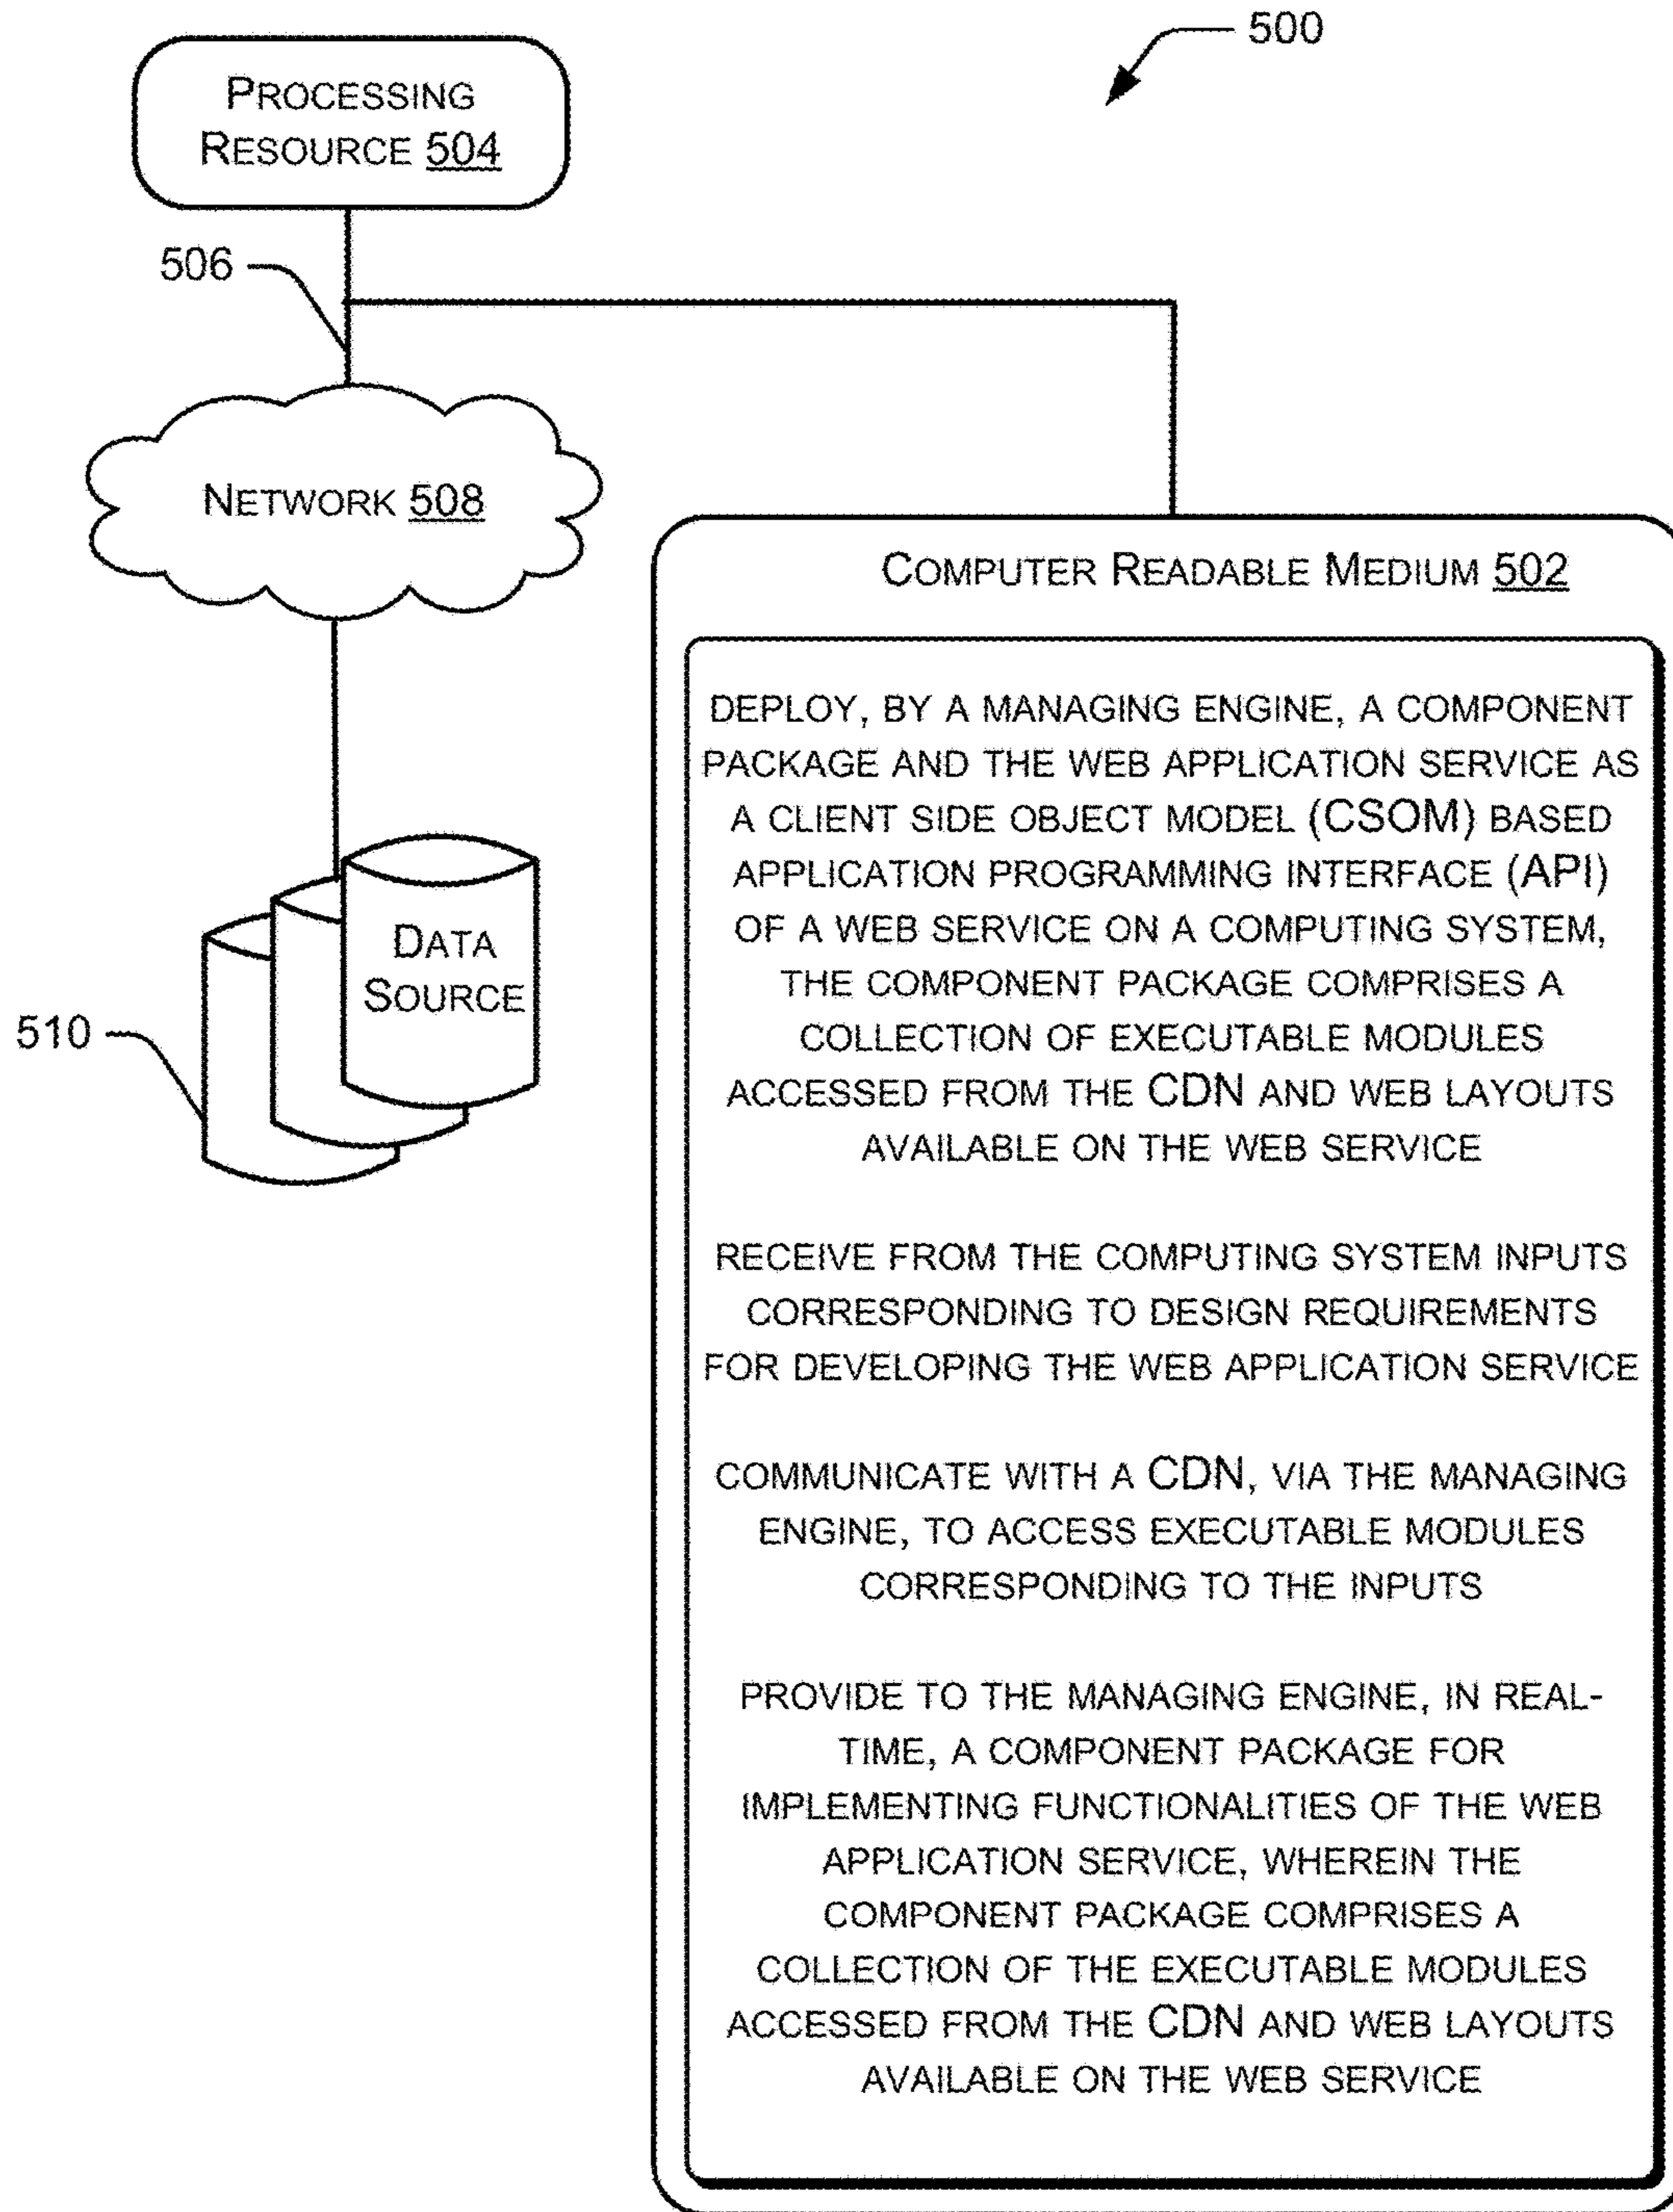 500
PROCESSING
RESOURCE 504
506
NETWORK 508
COMPUTER READABLE MEDIUM 502
DEPLOY, BY A MANAGING ENGINE, A COMPONENT
PACKAGE AND THE WEB APPLICATION SERVICE AS
A CLIENT SIDE OBJECT MODEL (CSOM) BASED
APPLICATION PROGRAMMING INTERFACE (API)
OF A WEB SERVICE ON A COMPUTING SYSTEM,
THE COMPONENT PACKAGE COMPRISES A
COLLECTION OF EXECUTABLE MODULES
ACCESSED FROM THE CDN AND WEB LAYOUTS
AVAILABLE ON THE WEB SERVICE
RECEIVE FROM THE COMPUTING SYSTEM INPUTS
CORRESPONDING TO DESIGN REQUIREMENTS
FOR DEVELOPING THE WEB APPLICATION SERVICE
COMMUNICATE WITH A CDN, VIA THE MANAGING
ENGINE, TO ACCESS EXECUTABLE MODULES
CORRESPONDING TO THE INPUTS
PROVIDE TO THE MANAGING ENGINE, IN REAL-
TIME, A COMPONENT PACKAGE FOR
IMPLEMENTING FUNCTIONALITIES OF THE WEB
APPLICATION SERVICE, WHEREIN THE
COMPONENT PACKAGE COMPRISES A
COLLECTION OF THE EXECUTABLE MODULES
ACCESSED FROM THE CDN AND WEB LAYOUTS
AVAILABLE ON THE WEB SERVICE
DATA
SOURCE
510